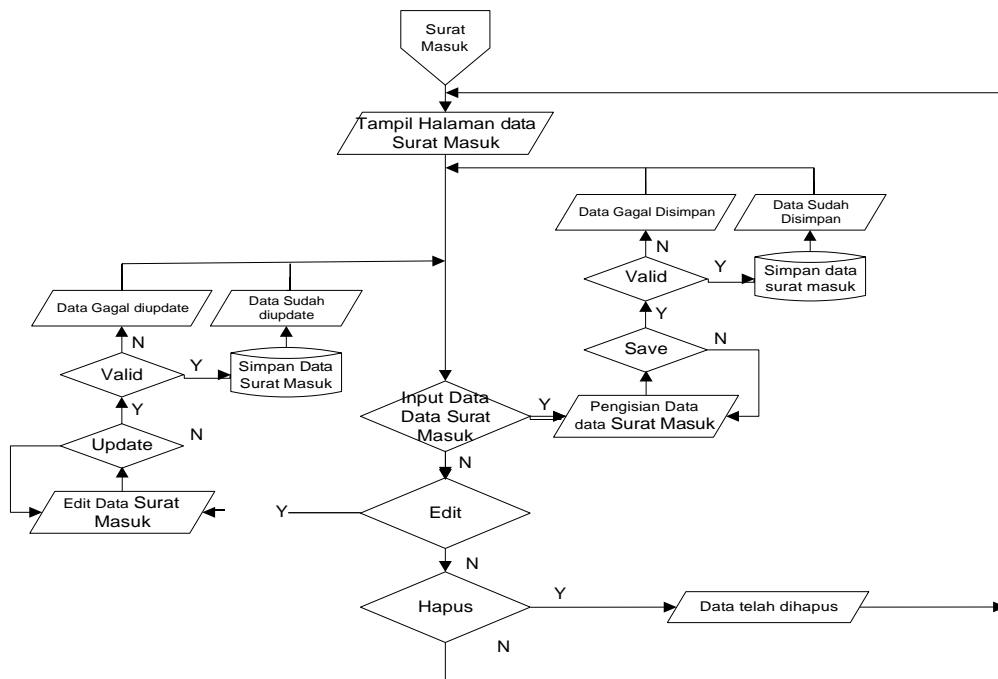 Surat
Masuk
Tampil Halaman data
Surat Masuk
Data Gagal Disimpan
Data Sudah
Disimpan
N
Valid
Y
Simpan data
surat masuk
Y
Save
N
Data Gagal diupdate
Data Sudah
diupdate
N
Valid
Y
Simpan Data
Surat Masuk
Y
Update
N
Edit Data Surat
Masuk
Input Data
Data Surat
Masuk
Y
Pengisian Data
data Surat Masuk
N
Y
Edit
N
Hapus
Y
Data telah dihapus
N